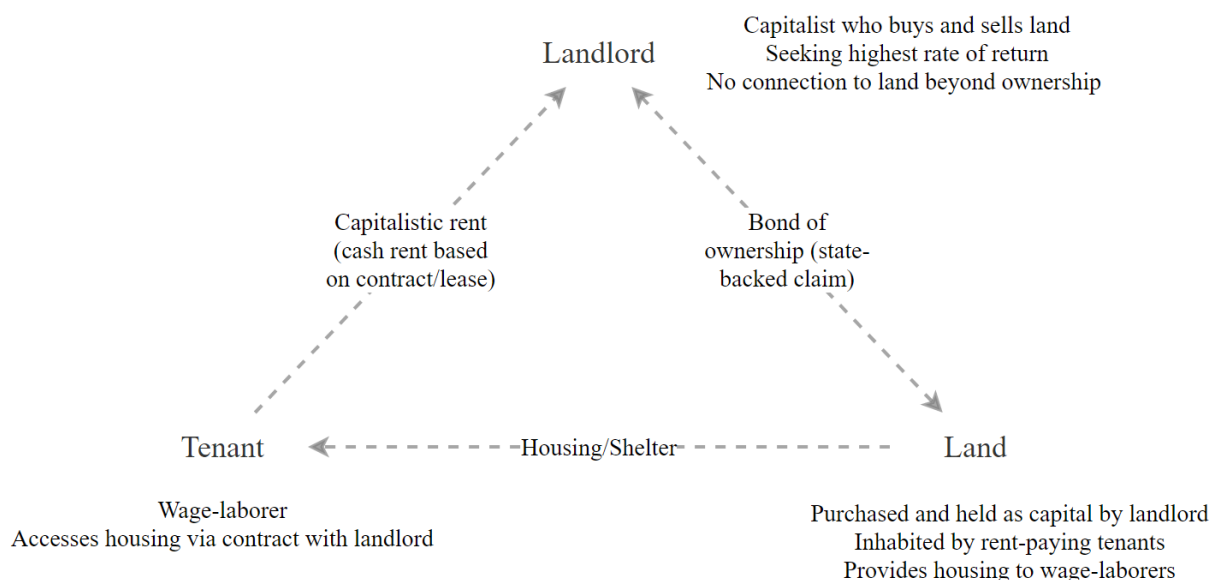 Landlord
Capitalist who buys and sells land
Seeking highest rate of return
No connection to land beyond ownership
Capitalistic rent
(cash rent based
on contract/lease)
Bond of
ownership (state-
backed claim)
Tenant
Housing/Shelter
Land
Wage-laborer
Accesses housing via contract with landlord
Purchased and held as capital by landlord
Inhabited by rent-paying tenants
Provides housing to wage-laborers